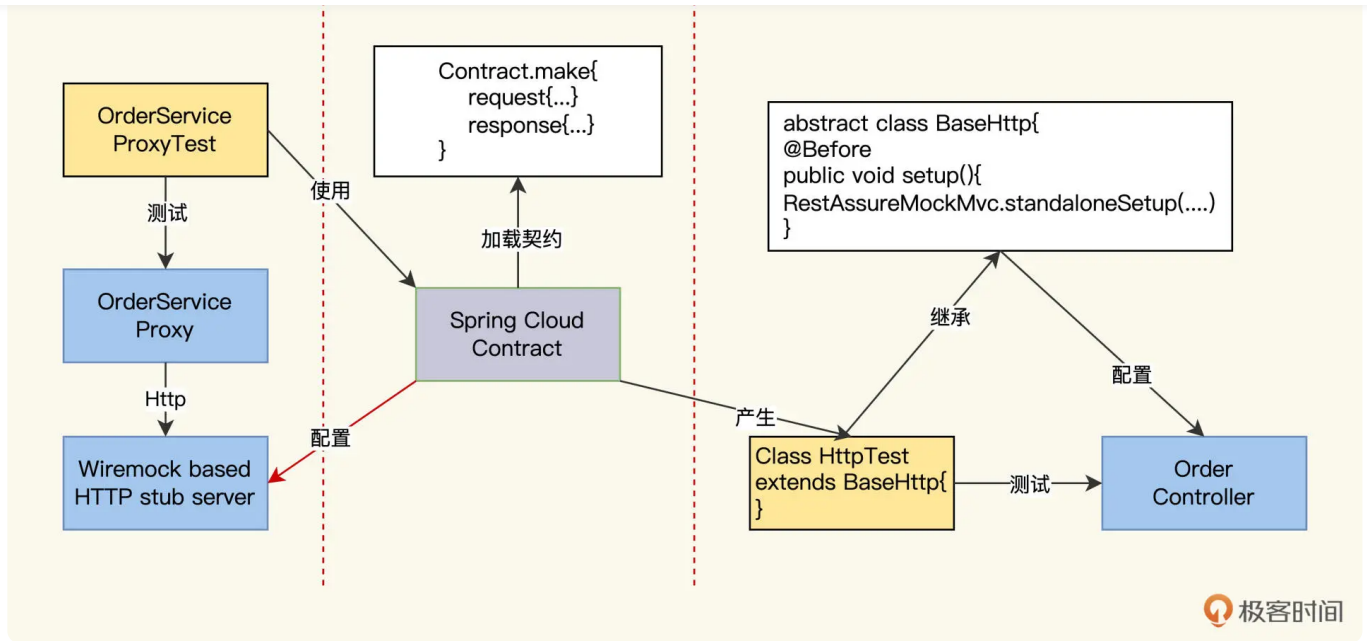 OrderService
ProxyTest
测试
OrderService
Proxy
Http
Wiremock based
HTTP stub server
使用
配置
Contract.make{
request{...}
response{...}
}
加载契约
Spring Cloud
Contract
产生
abstract class BaseHttp{
@Before
public void setup(){
RestAssureMockMvc.standaloneSetup(....)
}
继承
配置
Class HttpTest
extends BaseHttp{
}
测试
Order
Controller
极客时间